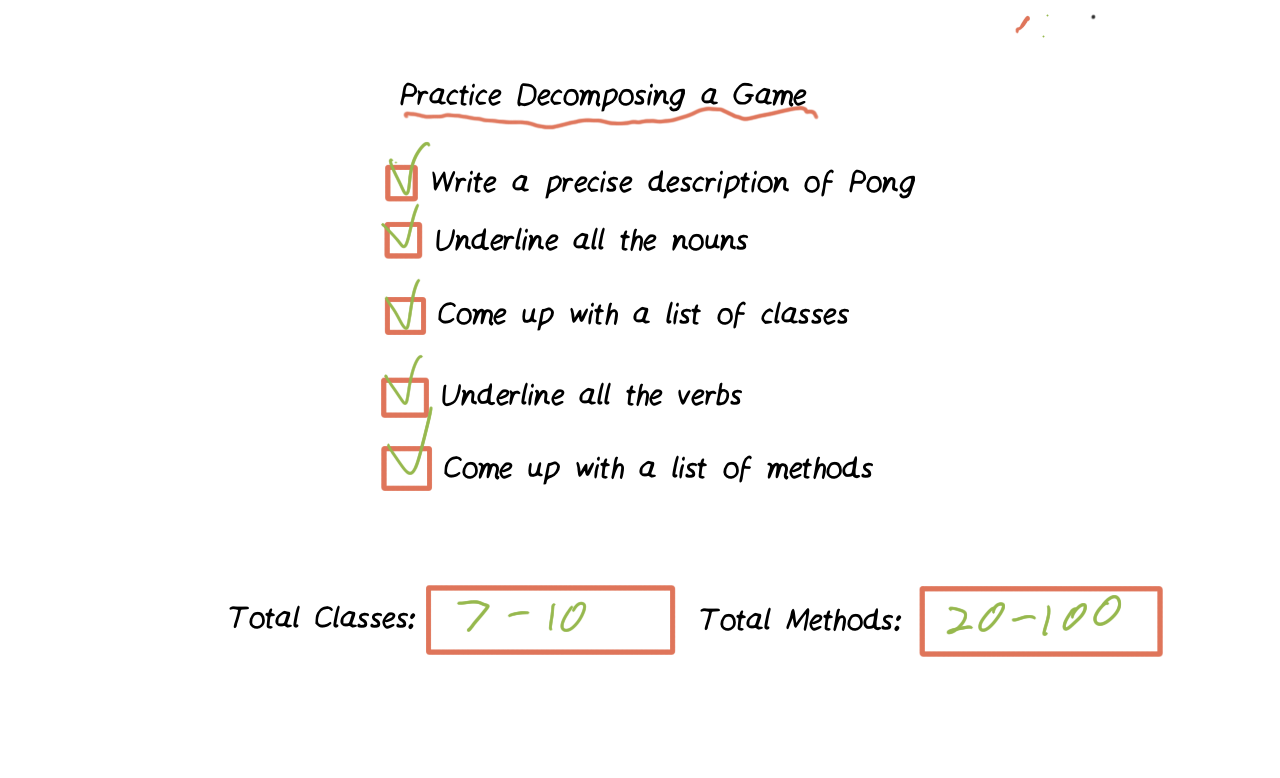 Practice Decomposing a Game
Write a precise description of Pong
Underline all the nouns
Come up with a list of classes
Underline all the verbs
Come up with a list of methods
Total Classes: 7-10 Total Methods: 20-100